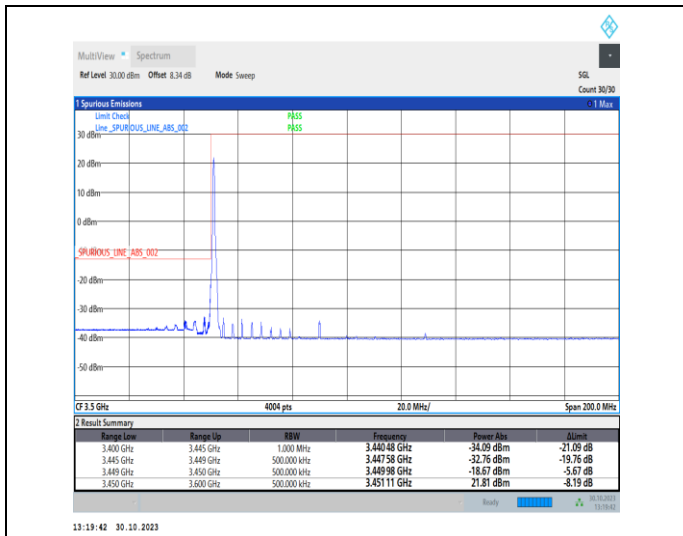 MultiView Spectrum
Ref Level 30.00 dBm Offset 8.34 dB Mode Sweep SGL
Count 30/30
1 Spurious Emissions 1 Max
Limit Check PASS
Line _SPURIOUS_LINE_ABS_002 PASS
30 dBm
20 dBm
10 dBm
0 dBm
_SPURIOUS_LINE_ABS_002
-20 dBm
-30 dBm
-40 dBm
-50 dBm
CF 3.5 GHz 4004 pts 20.0 MHz/ Span 200.0 MHz
2 Result Summary
Range Low Range Up RBW Frequency Power Abs ΔLimit
3.400 GHz 3.445 GHz 1.000 MHz 3.440 48 GHz -34.09 dBm -21.09 dB
3.445 GHz 3.449 GHz 500.000 kHz 3.447 58 GHz -32.76 dBm -19.76 dB
3.449 GHz 3.450 GHz 500.000 kHz 3.449 98 GHz -18.67 dBm -5.67 dB
3.450 GHz 3.600 GHz 500.000 kHz 3.451 11 GHz 21.81 dBm -8.19 dB
Ready 30.10.2023
13:19:42
13:19:42 30.10.2023